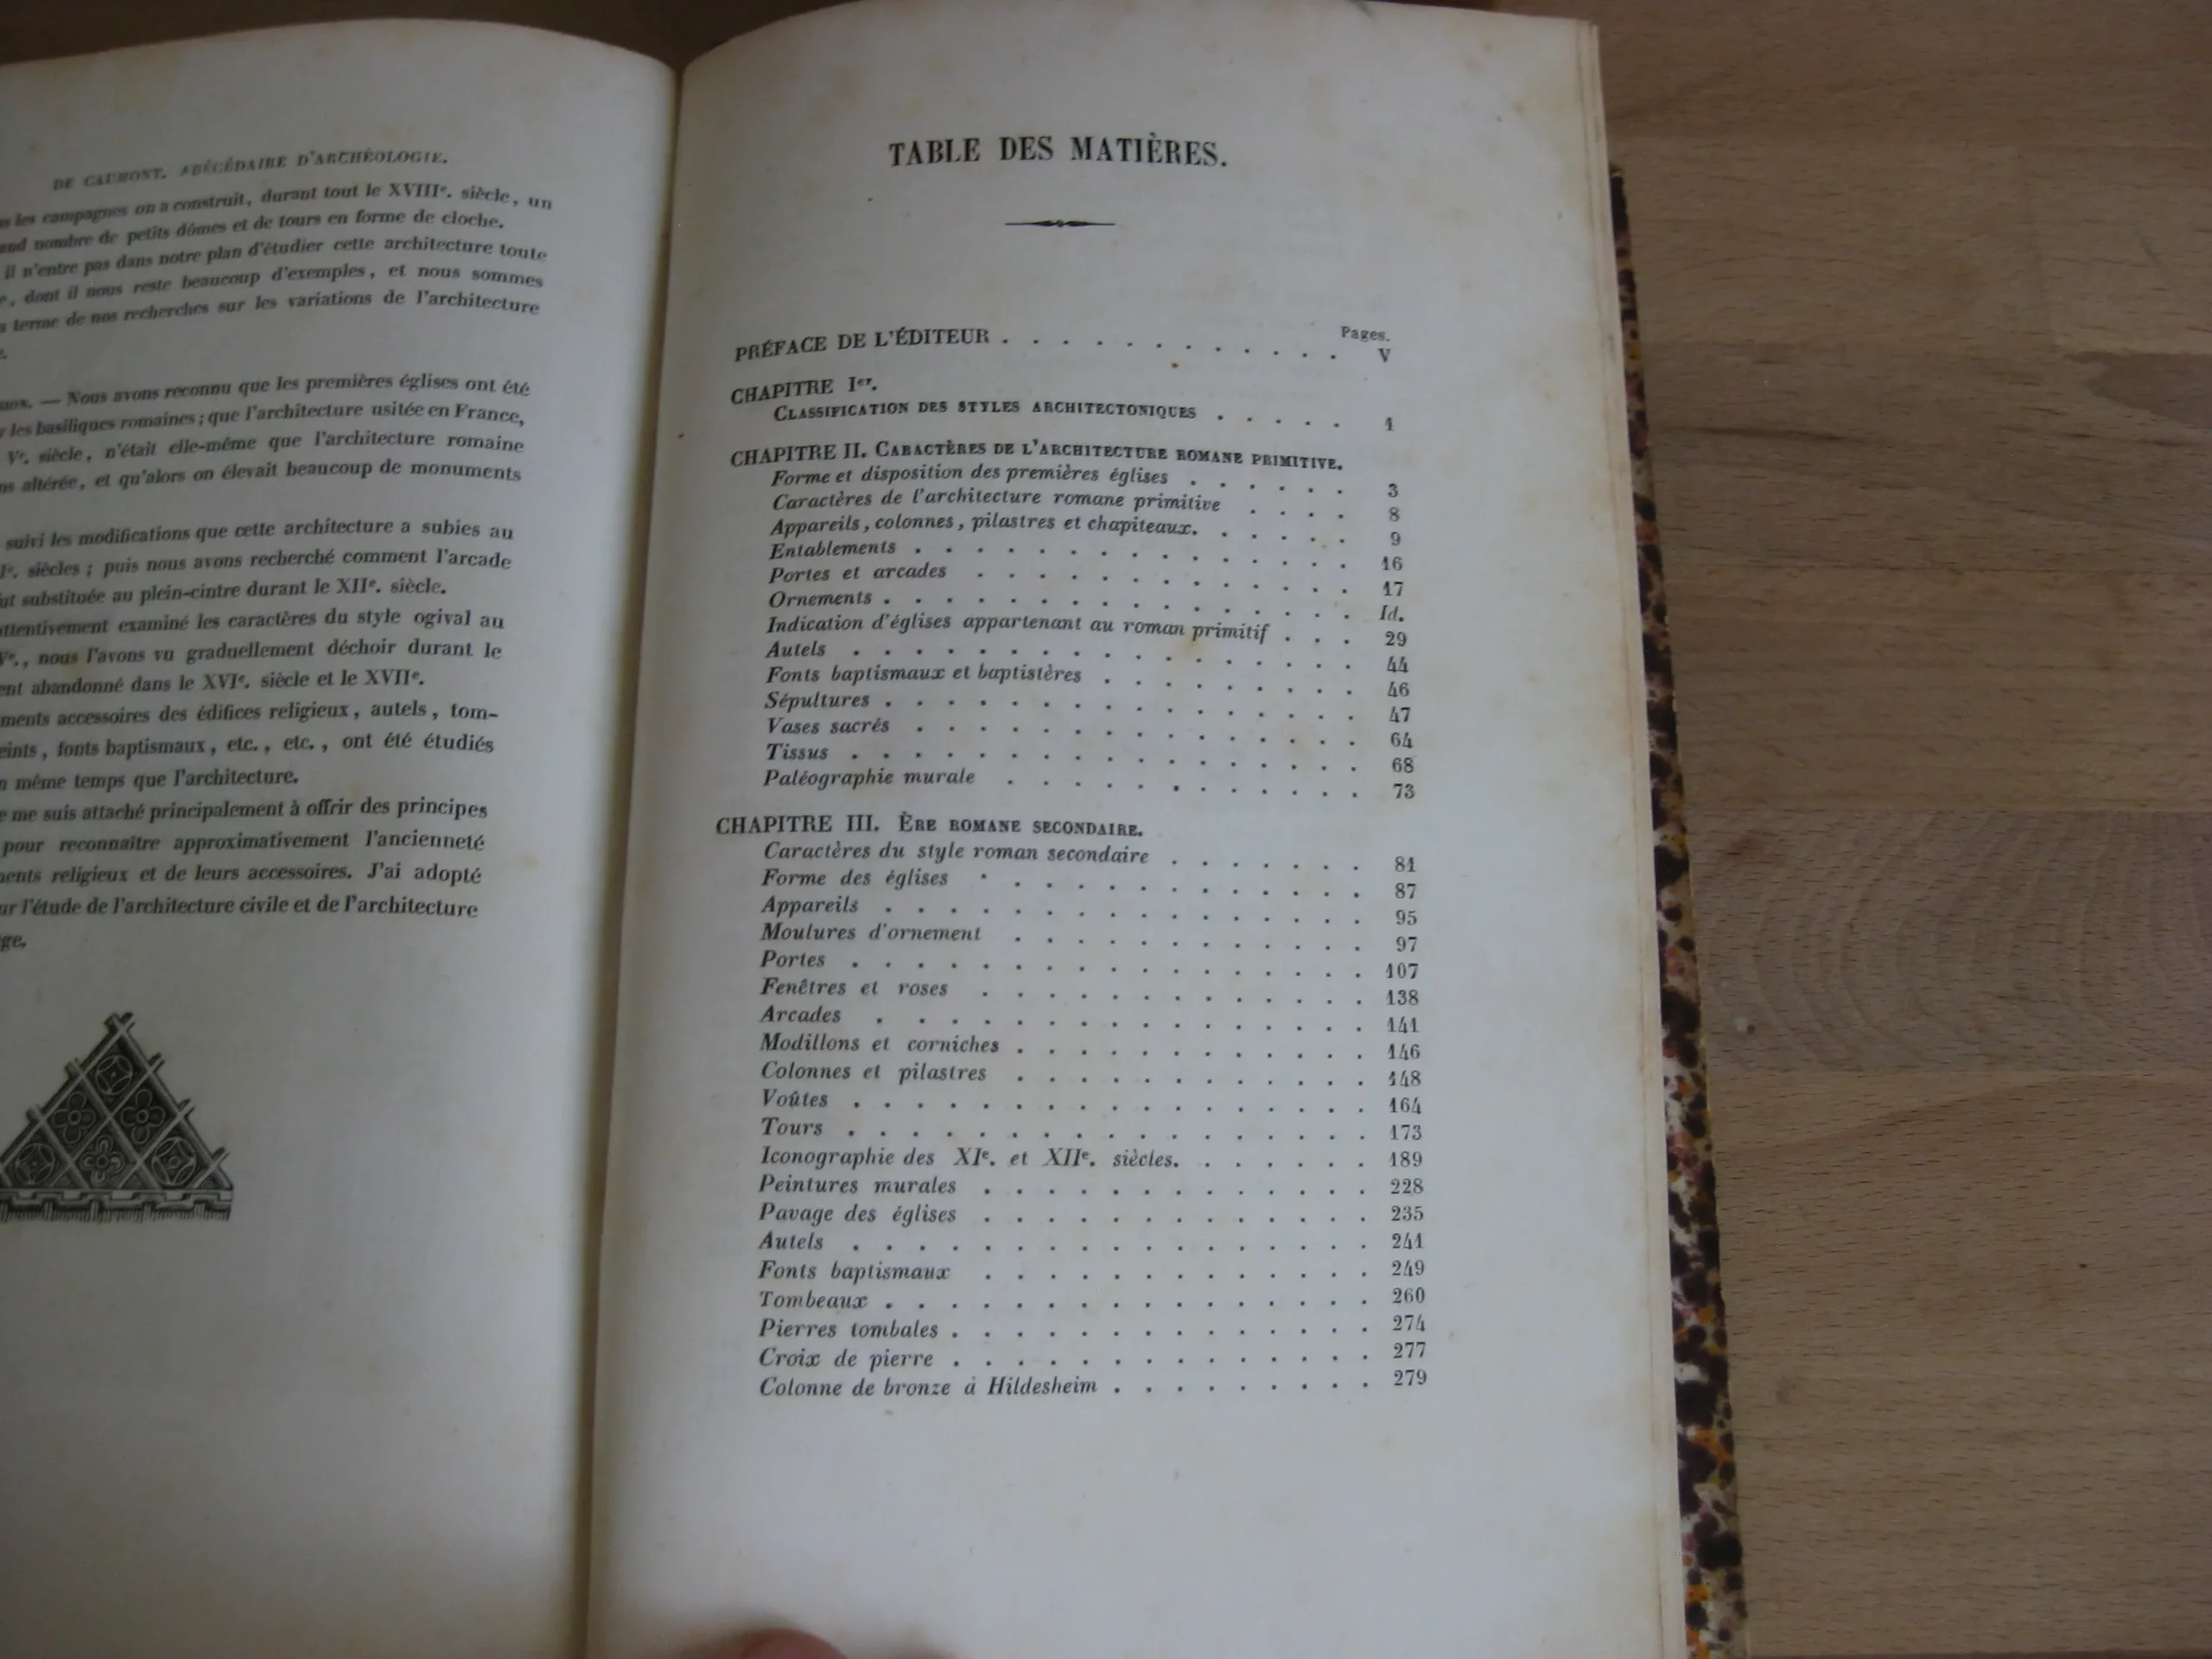 DE CAUMONT. ABÉCÉDAIRE D'ARCHÉOLOGIE.
les campagnes on a construit, durant tout le XVIIIe. siècle, un
nombre de petits dômes et de tours en forme de cloche.
il n'entre pas dans notre plan d'étudier cette architecture toute
, dont il nous reste beaucoup d'exemples, et nous sommes
terme de nos recherches sur les variations de l'architecture
— Nous avons reconnu que les premières églises ont été
les basiliques romaines; que l'architecture usitée en France,
Ve. siècle, n'était elle-même que l'architecture romaine
altérée, et qu'alors on élevait beaucoup de monuments
suivi les modifications que cette architecture a subies au
siècles; puis nous avons recherché comment l'arcade
substituée au plein-cintre durant le XIIe. siècle.
attentivement examiné les caractères du style ogival au
, nous l'avons vu graduellement déchoir durant le
abandonné dans le XVIe. siècle et le XVIIe.
accessoires des édifices religieux, autels, tom-
, fonts baptismaux, etc., etc., ont été étudiés
même temps que l'architecture.
me suis attaché principalement à offrir des principes
pour reconnaître approximativement l'ancienneté
religieux et de leurs accessoires. J'ai adopté
l'étude de l'architecture civile et de l'architecture
TABLE DES MATIÈRES.
Pages.
PRÉFACE DE L'ÉDITEUR . . . . . . . . . . . . V
CHAPITRE Ier.
CLASSIFICATION DES STYLES ARCHITECTONIQUES . . . . . 1
CHAPITRE II. CARACTÈRES DE L'ARCHITECTURE ROMANE PRIMITIVE.
Forme et disposition des premières églises . . . . . . 3
Caractères de l'architecture romane primitive . . . . 8
Appareils, colonnes, pilastres et chapiteaux. . . . . . 9
Entablements . . . . . . . . . . . . . . 16
Portes et arcades . . . . . . . . . . . . 17
Ornements . . . . . . . . . . . . . . . Id.
Indication d'églises appartenant au roman primitif . . . 29
Autels . . . . . . . . . . . . . . . . 44
Fonts baptismaux et baptistères . . . . . . . . 46
Sépultures . . . . . . . . . . . . . . . 47
Vases sacrés . . . . . . . . . . . . . . 64
Tissus . . . . . . . . . . . . . . . . 68
Paléographie murale . . . . . . . . . . . 73
CHAPITRE III. ÈRE ROMANE SECONDAIRE.
Caractères du style roman secondaire . . . . . . . 81
Forme des églises . . . . . . . . . . . . . 87
Appareils . . . . . . . . . . . . . . . 95
Moulures d'ornement . . . . . . . . . . . . 97
Portes . . . . . . . . . . . . . . . . 107
Fenêtres et roses . . . . . . . . . . . . . 138
Arcades . . . . . . . . . . . . . . . 141
Modillons et corniches . . . . . . . . . . . . 146
Colonnes et pilastres . . . . . . . . . . . . 148
Voûtes . . . . . . . . . . . . . . . . 164
Tours . . . . . . . . . . . . . . . . 173
Iconographie des XIe. et XIIe. siècles. . . . . . . 189
Peintures murales . . . . . . . . . . . . . 228
Pavage des églises . . . . . . . . . . . . . 235
Autels . . . . . . . . . . . . . . . . 241
Fonts baptismaux . . . . . . . . . . . . . 249
Tombeaux . . . . . . . . . . . . . . . . 260
Pierres tombales . . . . . . . . . . . . . . 274
Croix de pierre . . . . . . . . . . . . . . 277
Colonne de bronze à Hildesheim . . . . . . . . . 279